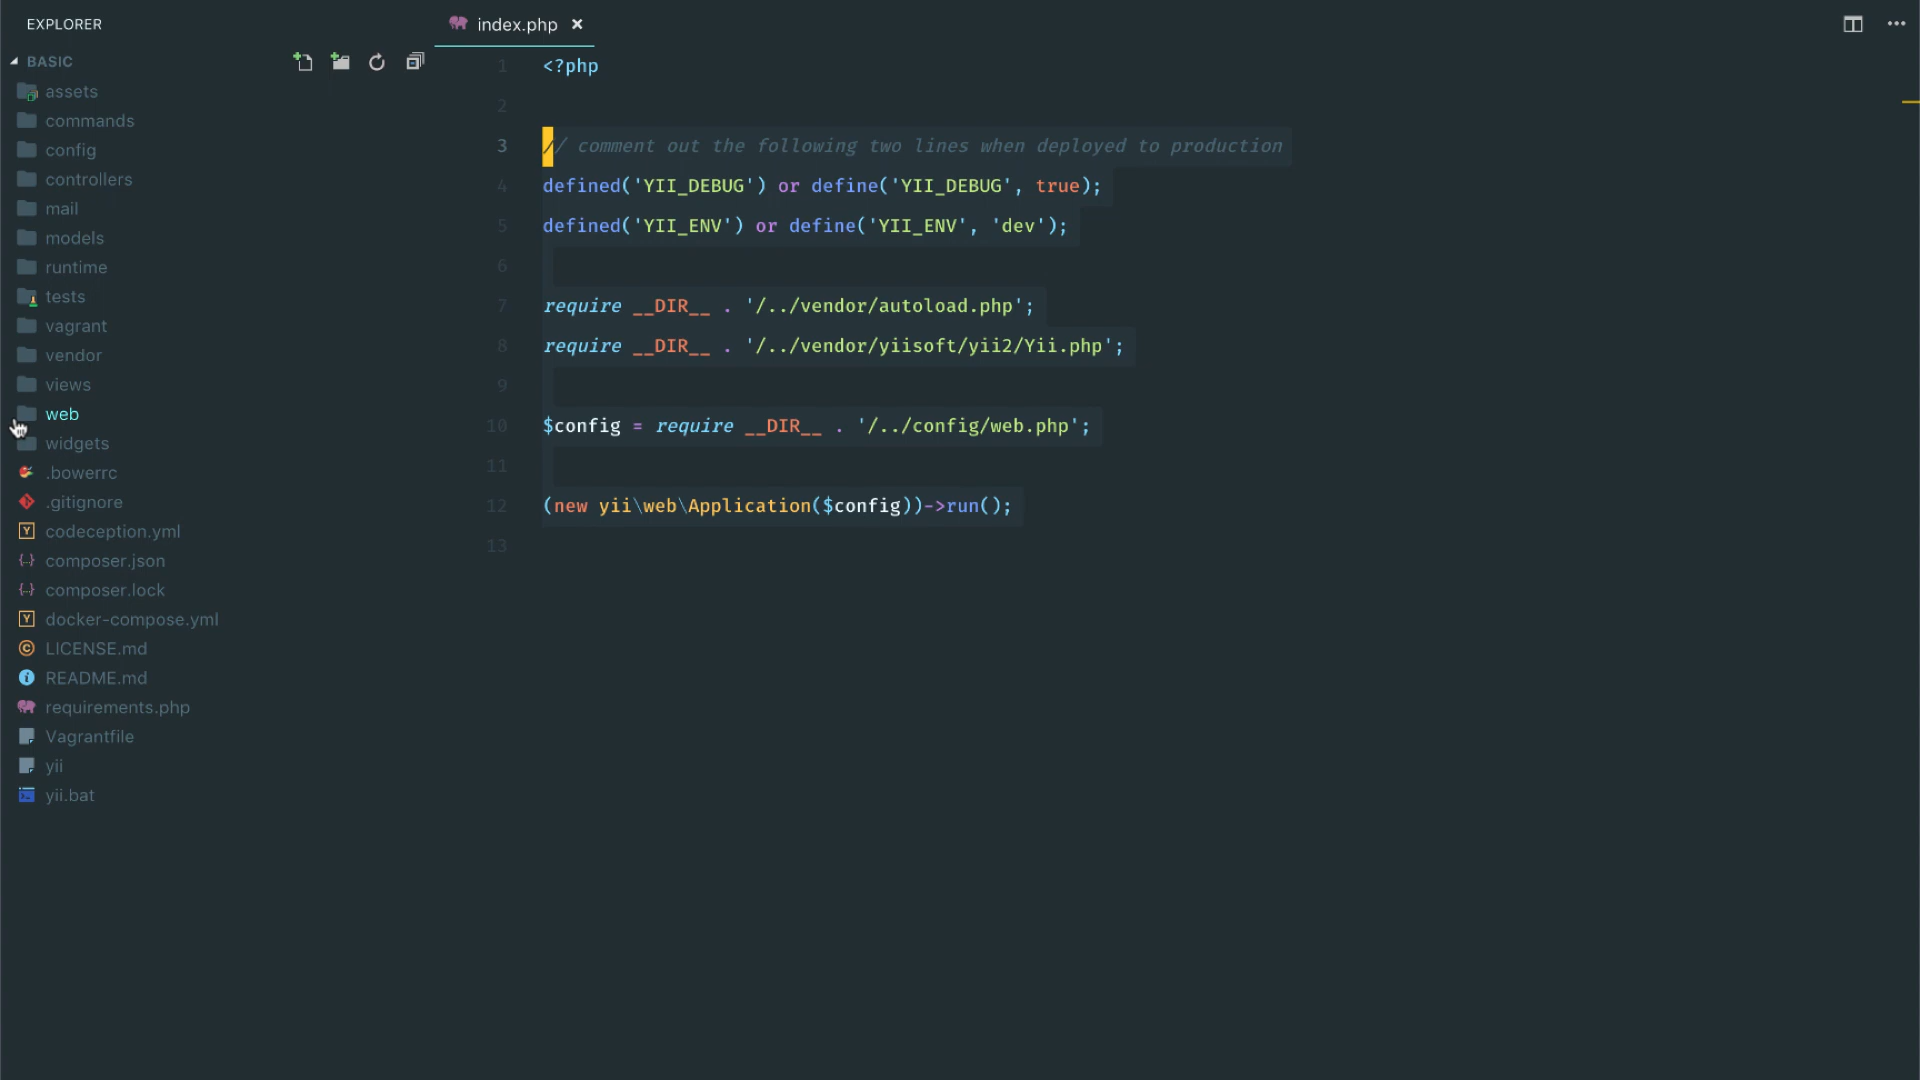 EXPLORER
BASIC
assets
commands
config
controllers
mail
models
runtime
tests
vagrant
vendor
views
web
widgets
.bowerrc
.gitignore
codeception.yml
composer.json
composer.lock
docker-compose.yml
LICENSE.md
README.md
requirements.php
Vagrantfile
yii
yii.bat
index.php
1 <?php
2
3 // comment out the following two lines when deployed to production
4 defined('YII_DEBUG') or define('YII_DEBUG', true);
5 defined('YII_ENV') or define('YII_ENV', 'dev');
6
7 require __DIR__ . '/../vendor/autoload.php';
8 require __DIR__ . '/../vendor/yiisoft/yii2/Yii.php';
9
10 $config = require __DIR__ . '/../config/web.php';
11
12 (new yii\web\Application($config))->run();
13